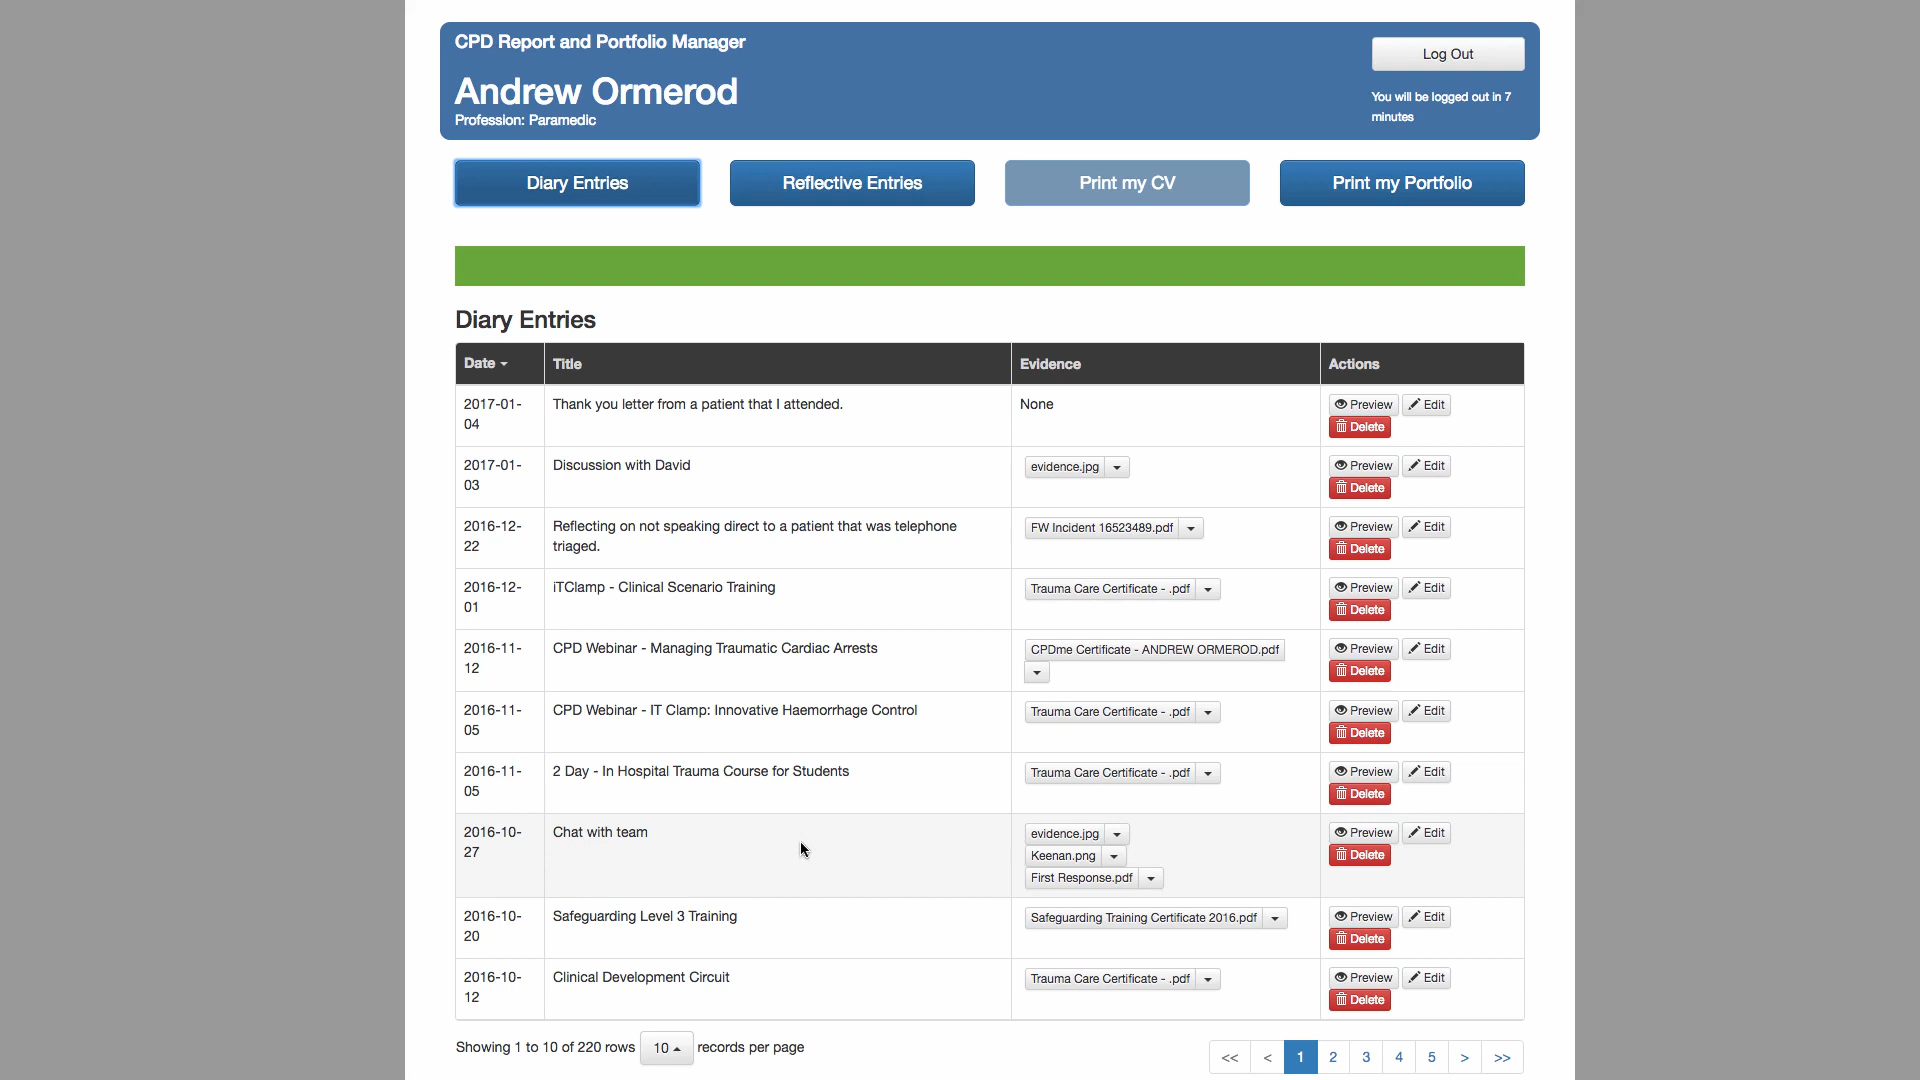 CPD Report and Portfolio Manager
Log Out
Andrew Ormerod
You will be logged out in 7
minutes
Profession: Paramedic
Diary Entries
Reflective Entries
Print my CV
Print my Portfolio
Diary Entries
Date Title Evidence Actions
2017-01-
04
Thank you letter from a patient that I attended.
None
Preview Edit
Delete
2017-01-
03
Discussion with David
evidence.jpg
Preview Edit
Delete
2016-12-
22
Reflecting on not speaking direct to a patient that was telephone
triaged.
FW Incident 16523489.pdf
Preview Edit
Delete
2016-12-
01
iTClamp - Clinical Scenario Training
Trauma Care Certificate - .pdf
Preview Edit
Delete
2016-11-
12
CPD Webinar - Managing Traumatic Cardiac Arrests
CPDme Certificate - ANDREW ORMEROD.pdf
Preview Edit
Delete
2016-11-
05
CPD Webinar - IT Clamp: Innovative Haemorrhage Control
Trauma Care Certificate - .pdf
Preview Edit
Delete
2016-11-
05
2 Day - In Hospital Trauma Course for Students
Trauma Care Certificate - .pdf
Preview Edit
Delete
2016-10-
27
Chat with team
evidence.jpg
Keenan.png
First Response.pdf
Preview Edit
Delete
2016-10-
20
Safeguarding Level 3 Training
Safeguarding Training Certificate 2016.pdf
Preview Edit
Delete
2016-10-
12
Clinical Development Circuit
Trauma Care Certificate - .pdf
Preview Edit
Delete
Showing 1 to 10 of 220 rows 10 records per page
<< < 1 2 3 4 5 > >>